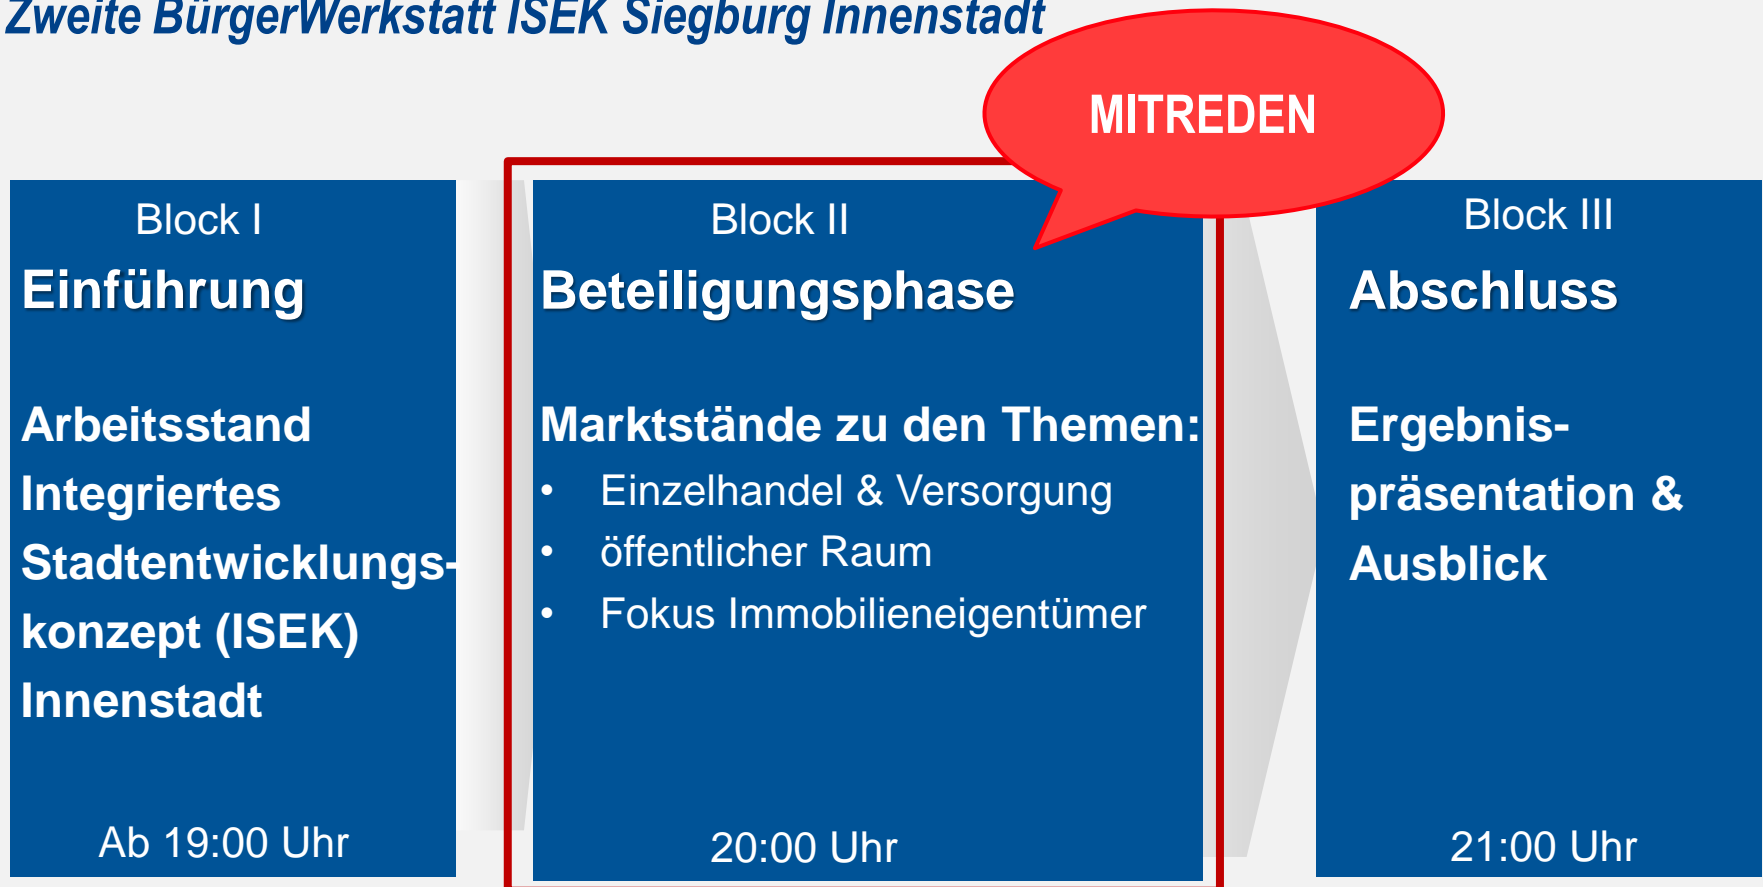 Zweite BürgerWerkstatt ISEK Siegburg Innenstadt
MITREDEN
Block I
Einführung
Arbeitsstand
Integriertes
Stadtentwicklungs-
konzept (ISEK)
Innenstadt
Ab 19:00 Uhr
Block II
Beteiligungsphase
Marktstände zu den Themen:
• Einzelhandel & Versorgung
• öffentlicher Raum
• Fokus Immobilieneigentümer
20:00 Uhr
Block III
Abschluss
Ergebnis-
präsentation &
Ausblick
21:00 Uhr